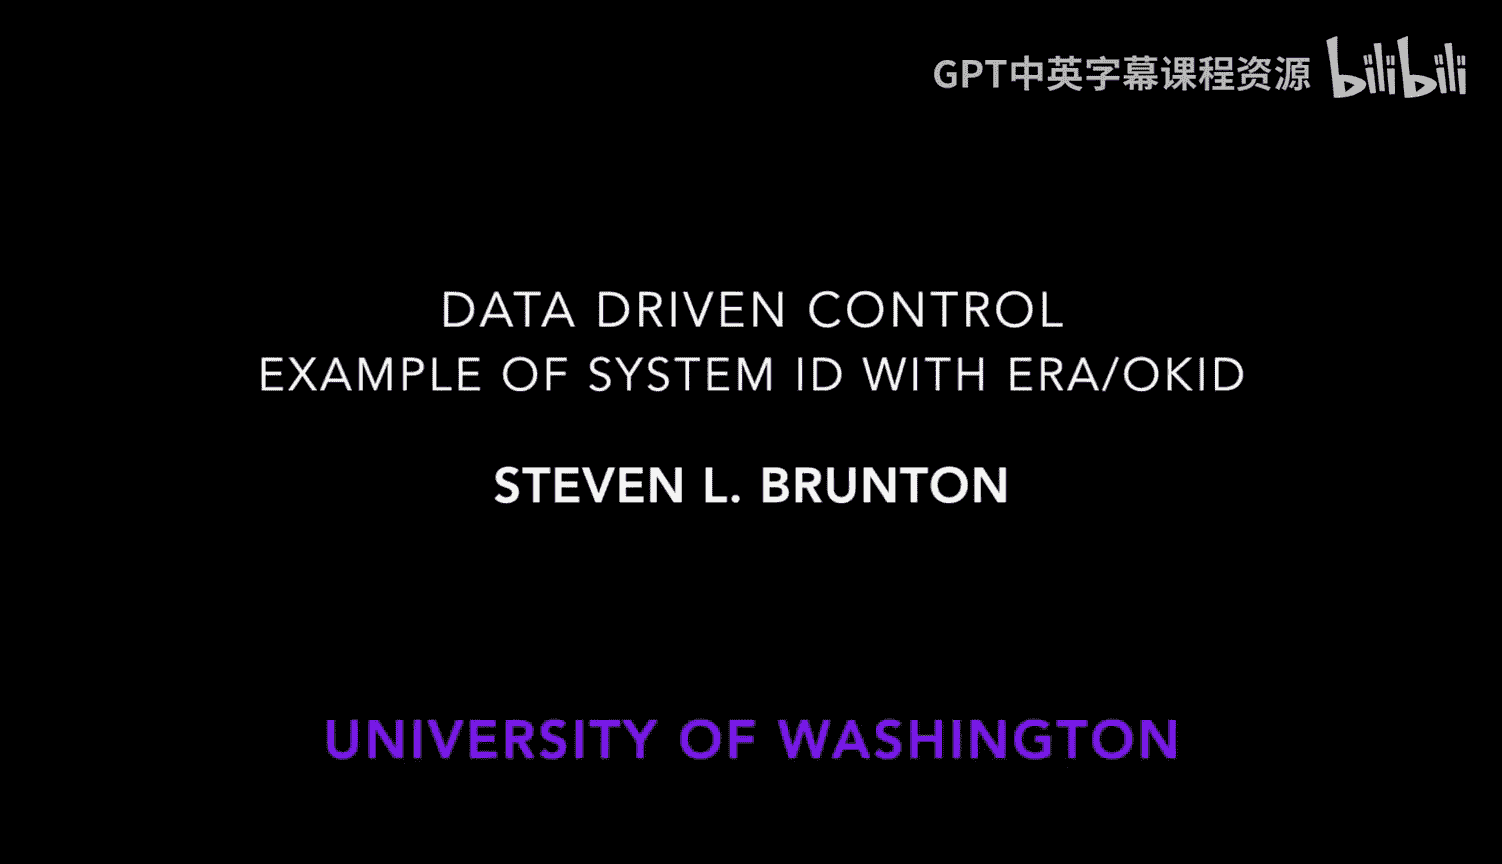 GPT中英字幕课程资源 bilibili
DATA DRIVEN CONTROL
EXAMPLE OF SYSTEM ID WITH ERA/OKID
STEVEN L. BRUNTON
UNIVERSITY OF WASHINGTON